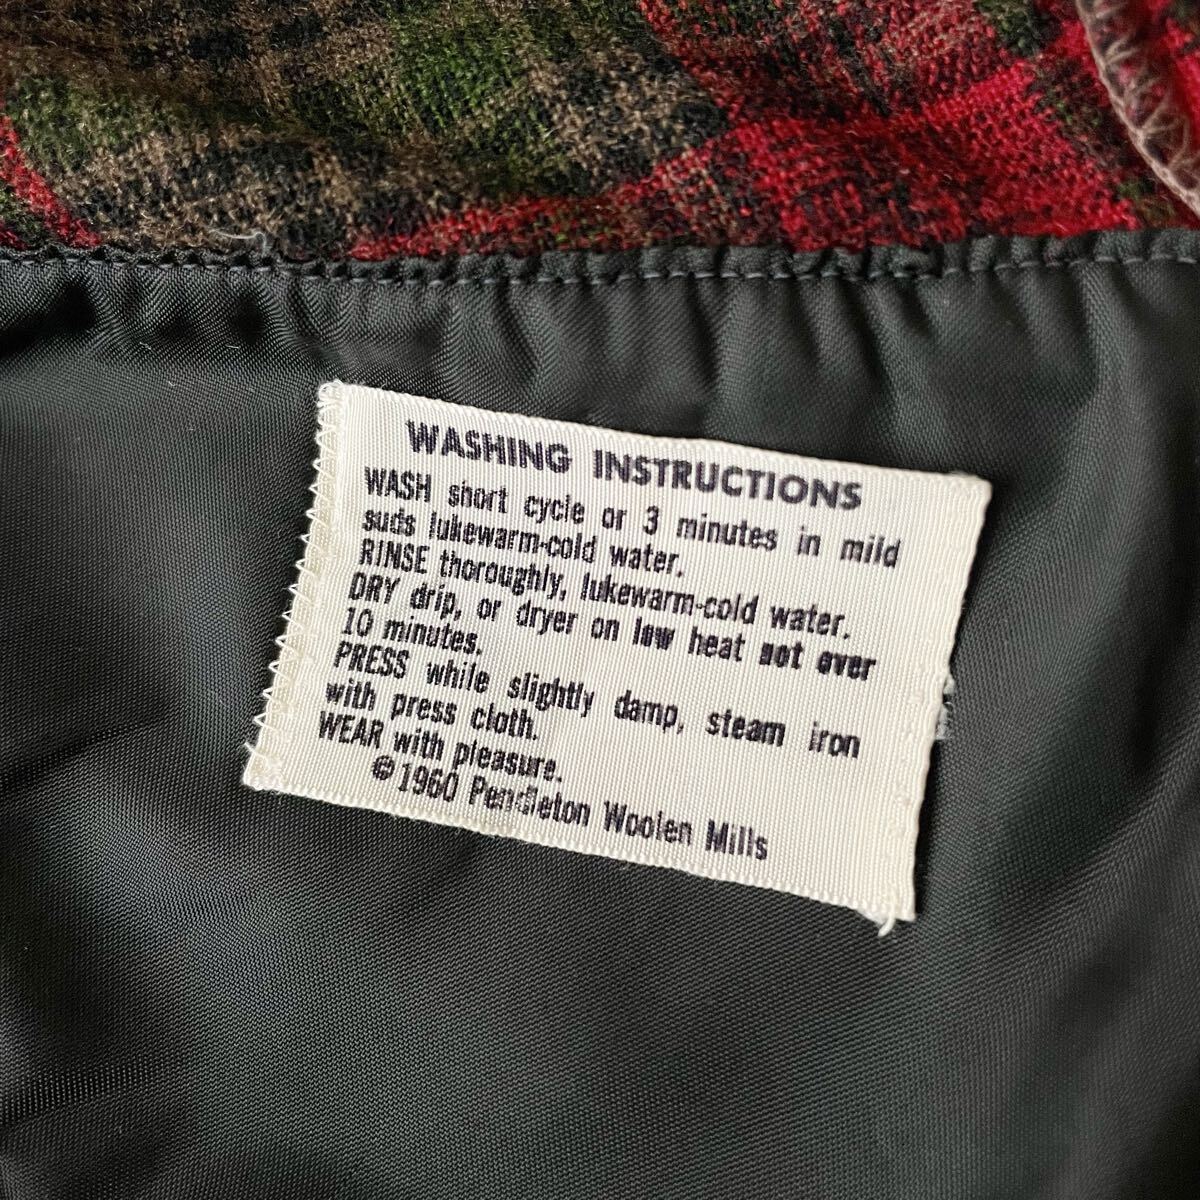 WASHING INSTRUCTIONS
WASH short cycle or 3 minutes in mild
suds lukewarm-cold water.
RINSE thoroughly, lukewarm-cold water.
DRY drip, or dryer on low heat not over
10 minutes.
PRESS while slightly damp, steam iron
with press cloth.
WEAR with pleasure.
©1960 Pendleton Woolen Mills